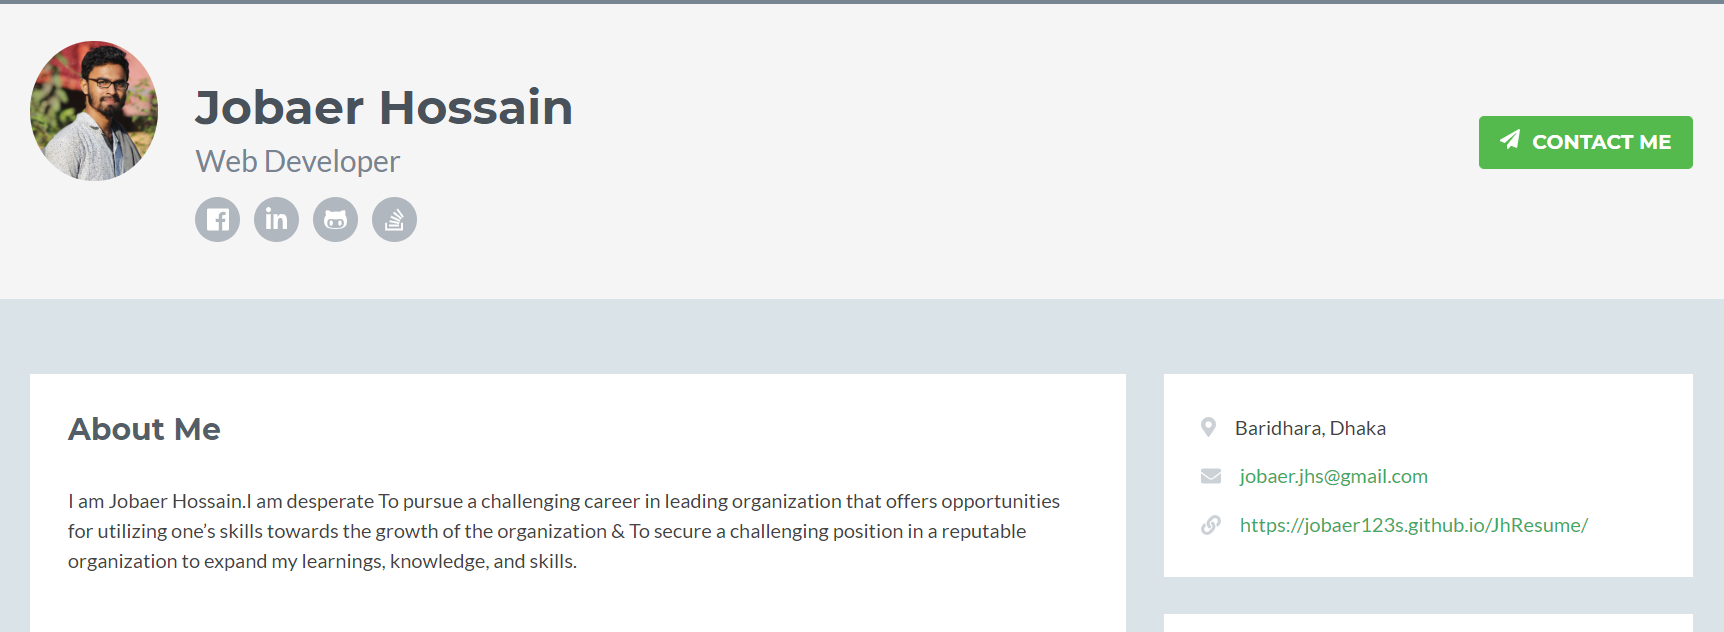 Jobaer Hossain
Web Developer
CONTACT ME
About Me
I am Jobaer Hossain.I am desperate To pursue a challenging career in leading organization that offers opportunities
for utilizing one’s skills towards the growth of the organization & To secure a challenging position in a reputable
organization to expand my learnings, knowledge, and skills.
Baridhara, Dhaka
jobaer.jhs@gmail.com
https://jobaer123s.github.io/JhResume/